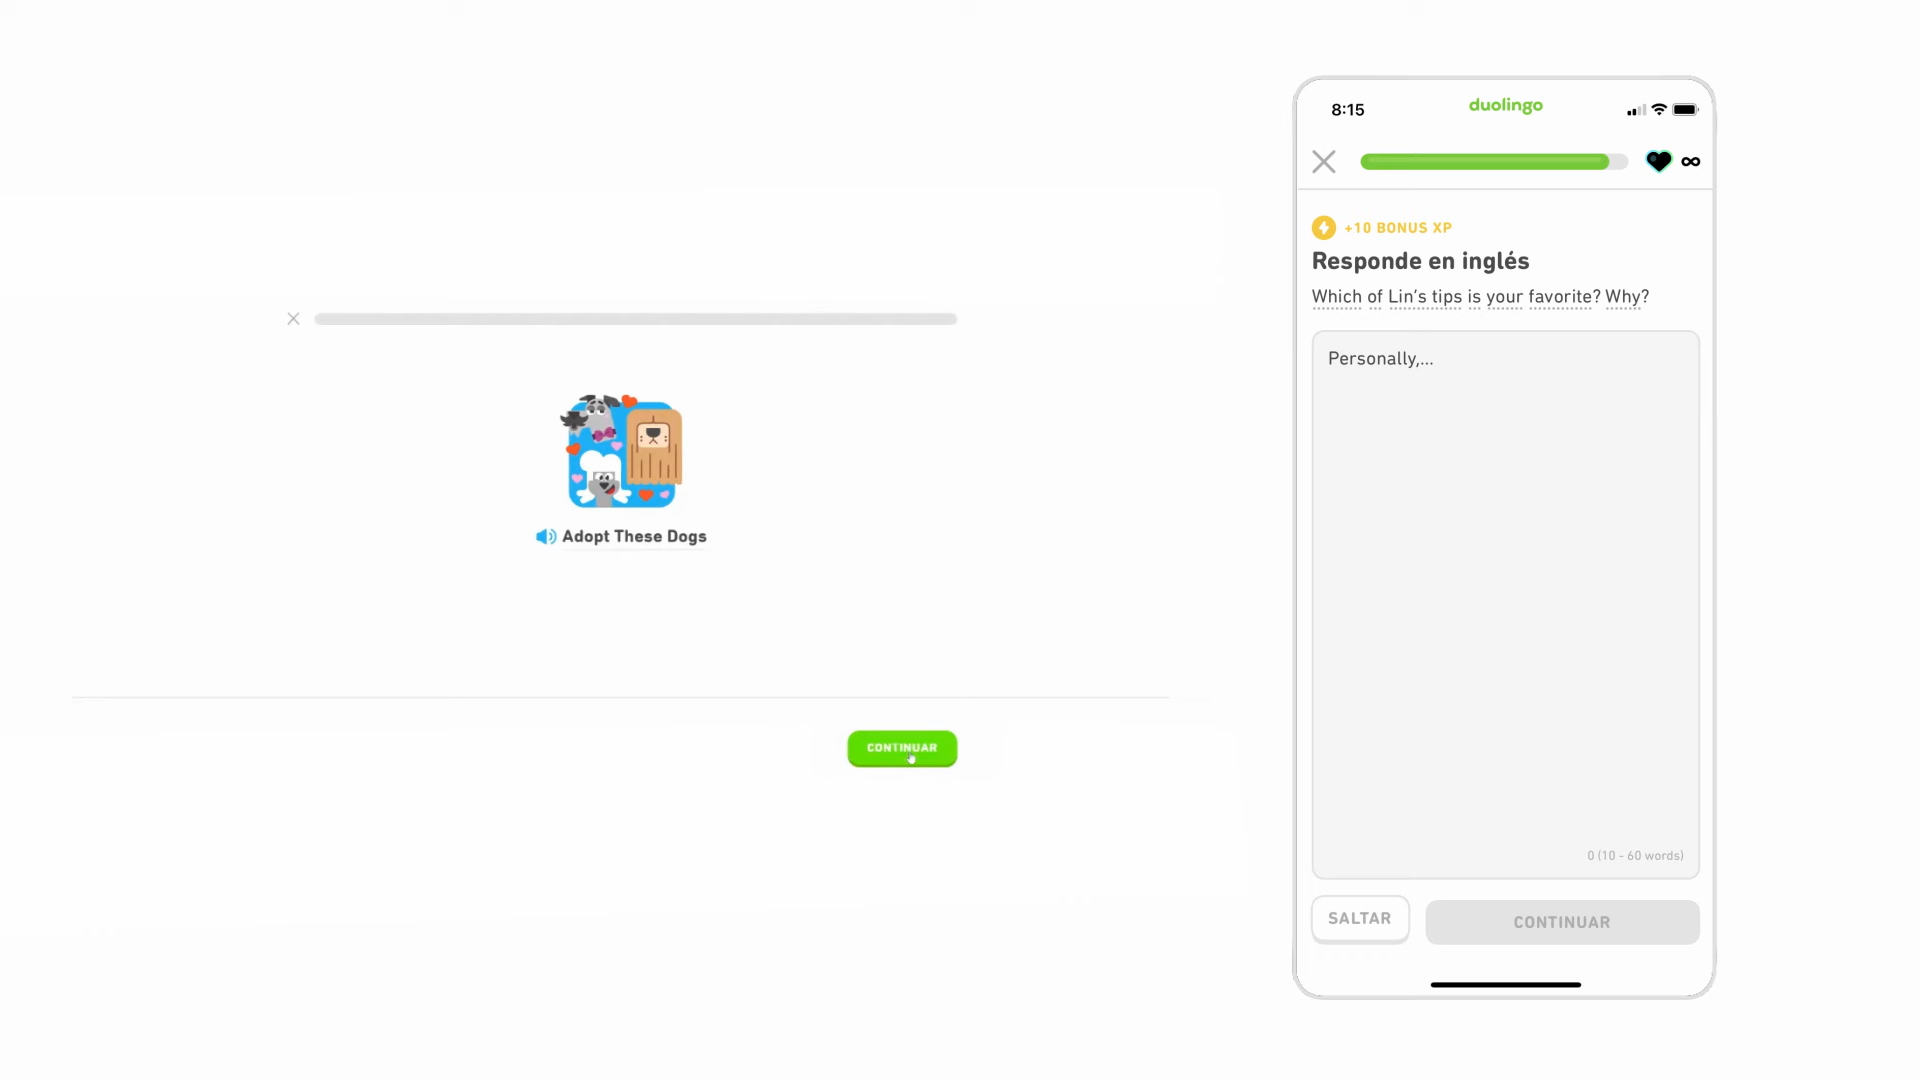 Adopt These Dogs
CONTINUAR
8:15
duolingo
+10 BONUS XP
Responde en inglés
Which of Lin's tips is your favorite? Why?
Personally,...
0 (10 - 60 words)
SALTAR
CONTINUAR